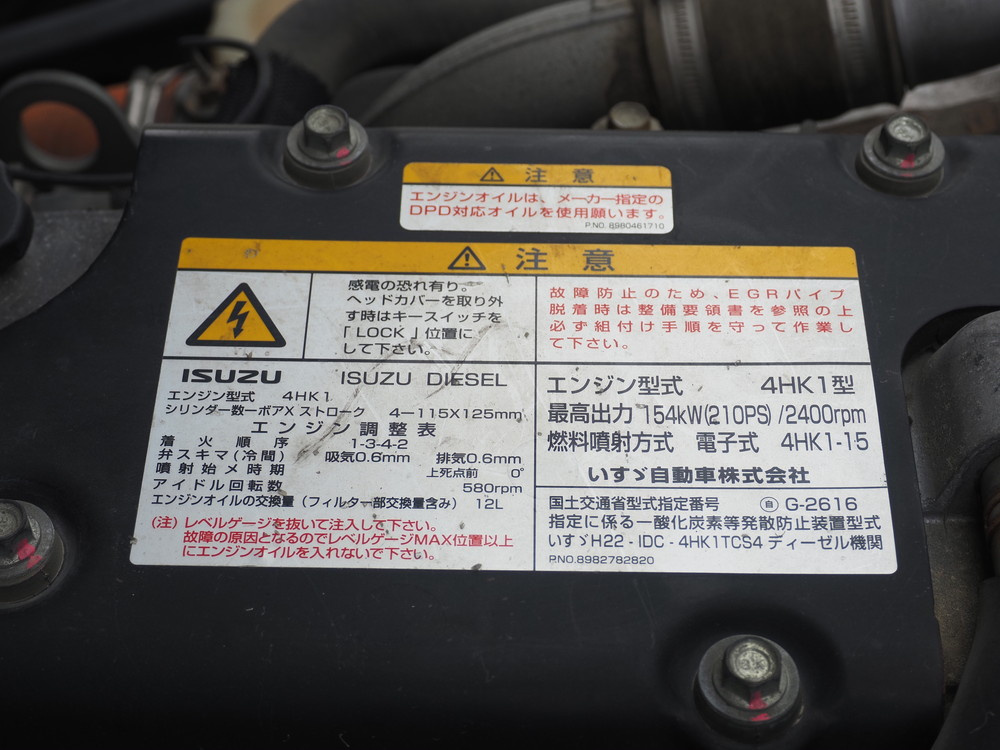 注意
エンジンオイルは、メーカー指定の
DPD対応オイルを使用願います。
P.NO. 8980461710
注意
感電の恐れ有り。
ヘッドカバーを取り外
す時はキースイッチを
「LOCK」位置に
して下さい。
故障防止のため、EGRパイプ
脱着時は整備要領書を参照の上
必ず組付け手順を守って作業し
て下さい。
ISUZU ISUZU DIESEL
エンジン型式 4HK1
シリンダー数ーボアX ストローク 4ー115X125mm
エンジン調整表
着火順序 1-3-4-2
弁スキマ(冷間) 吸気0.6mm 排気0.6mm
噴射始メ時期 上死点前 0°
アイドル回転数 580rpm
エンジンオイルの交換量(フィルター部交換量含み) 12L
(注)レベルゲージを抜いて注入して下さい。
故障の原因となるのでレベルゲージMAX位置以上
にエンジンオイルを入れないで下さい。
エンジン型式 4HK1型
最高出力 154kW(210PS) /2400rpm
燃料噴射方式 電子式 4HK1-15
いすゞ自動車株式会社
国土交通省型式指定番号 自 G-2616
指定に係る一酸化炭素等発散防止装置型式
いすゞH22 - IDC - 4HK1TCS4 ディーゼル機関
P.NO.8982782820